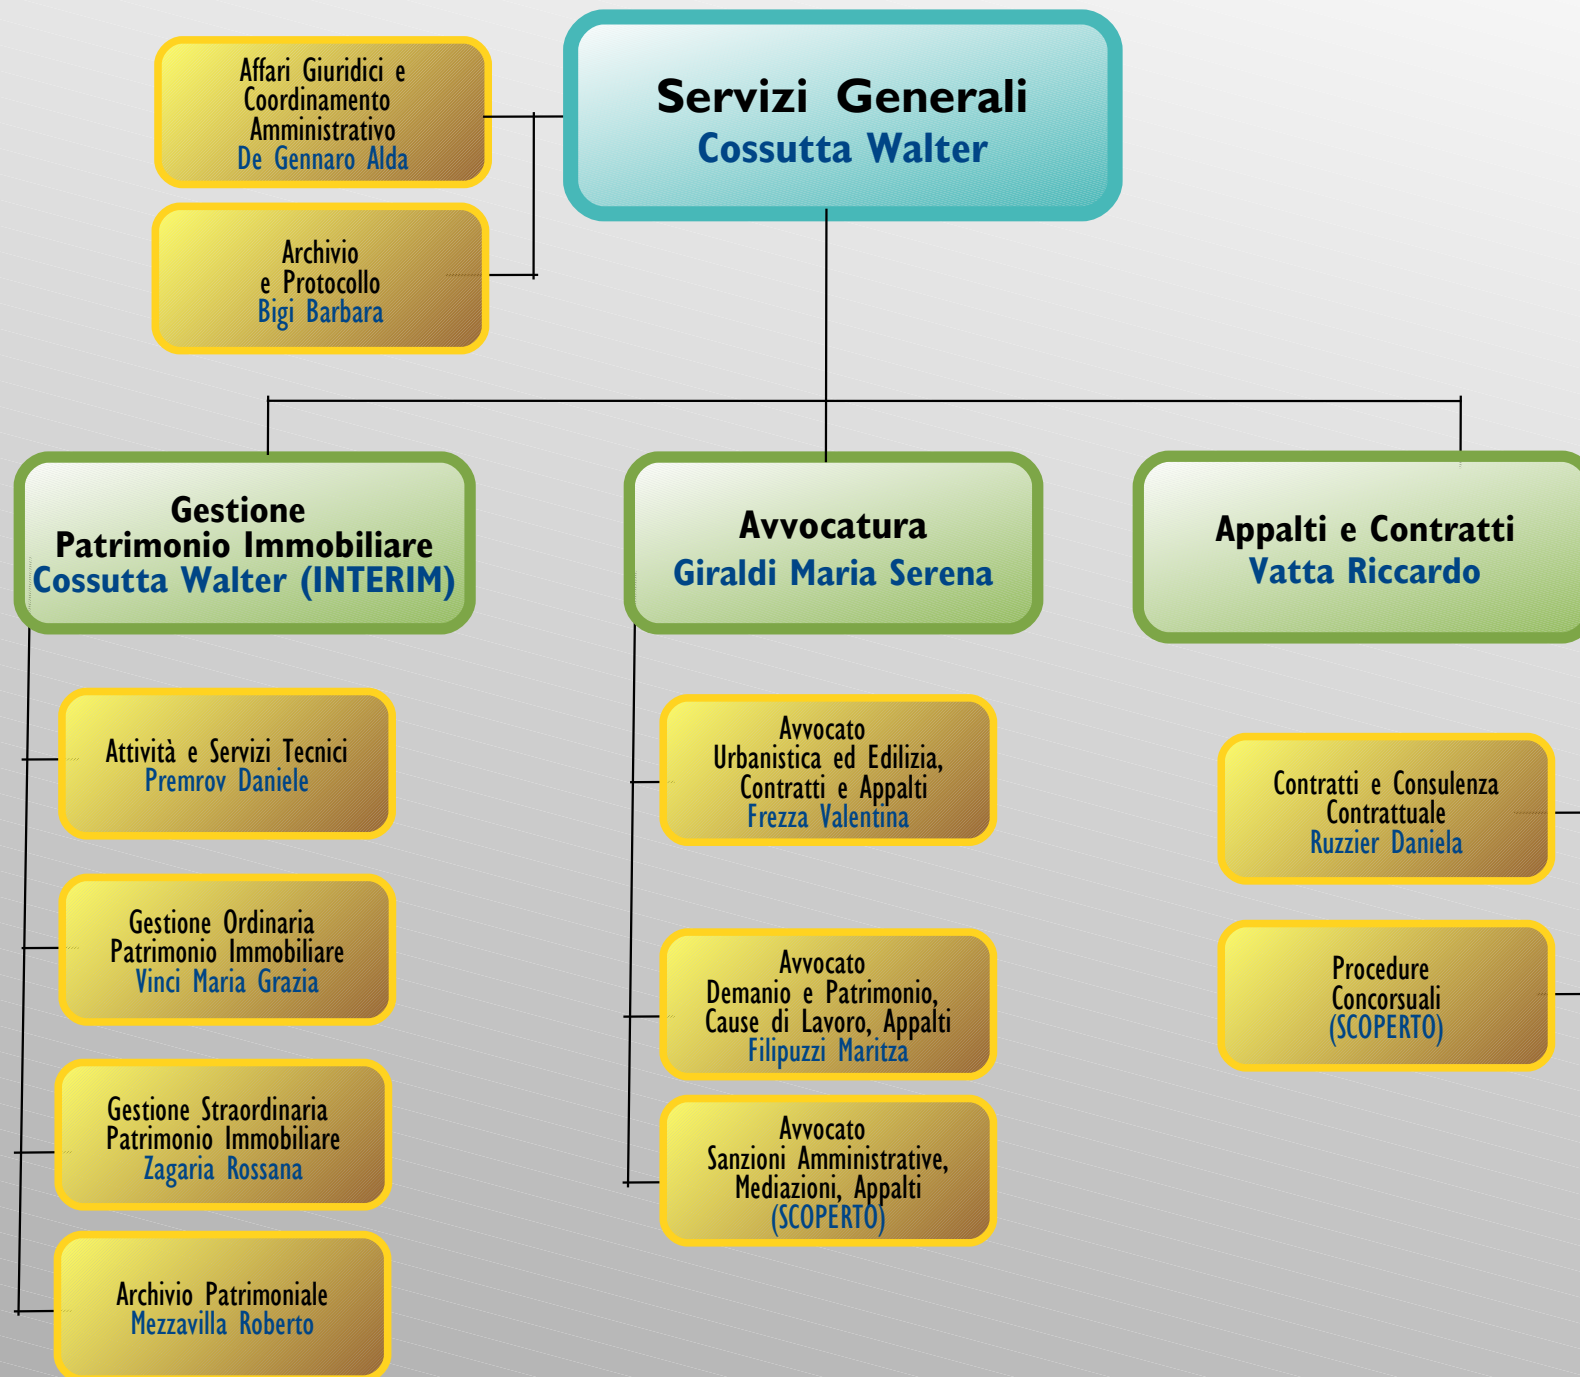 Affari Giuridici e
Coordinamento
Amministrativo
De Gennaro Alda
Servizi Generali
Cossutta Walter
Archivio
e Protocollo
Bigi Barbara
Gestione
Patrimonio Immobiliare
Cossutta Walter (INTERIM)
Avvocatura
Giraldi Maria Serena
Appalti e Contratti
Vatta Riccardo
Attività e Servizi Tecnici
Premrov Daniele
Gestione Ordinaria
Patrimonio Immobiliare
Vinci Maria Grazia
Gestione Straordinaria
Patrimonio Immobiliare
Zagaria Rossana
Archivio Patrimoniale
Mezzavilla Roberto
Avvocato
Urbanistica ed Edilizia,
Contratti e Appalti
Frezza Valentina
Avvocato
Demanio e Patrimonio,
Cause di Lavoro, Appalti
Filipuzzi Maritza
Avvocato
Sanzioni Amministrative,
Mediazioni, Appalti
(SCOPERTO)
Contratti e Consulenza
Contrattuale
Ruzzier Daniela
Procedure
Concorsuali
(SCOPERTO)